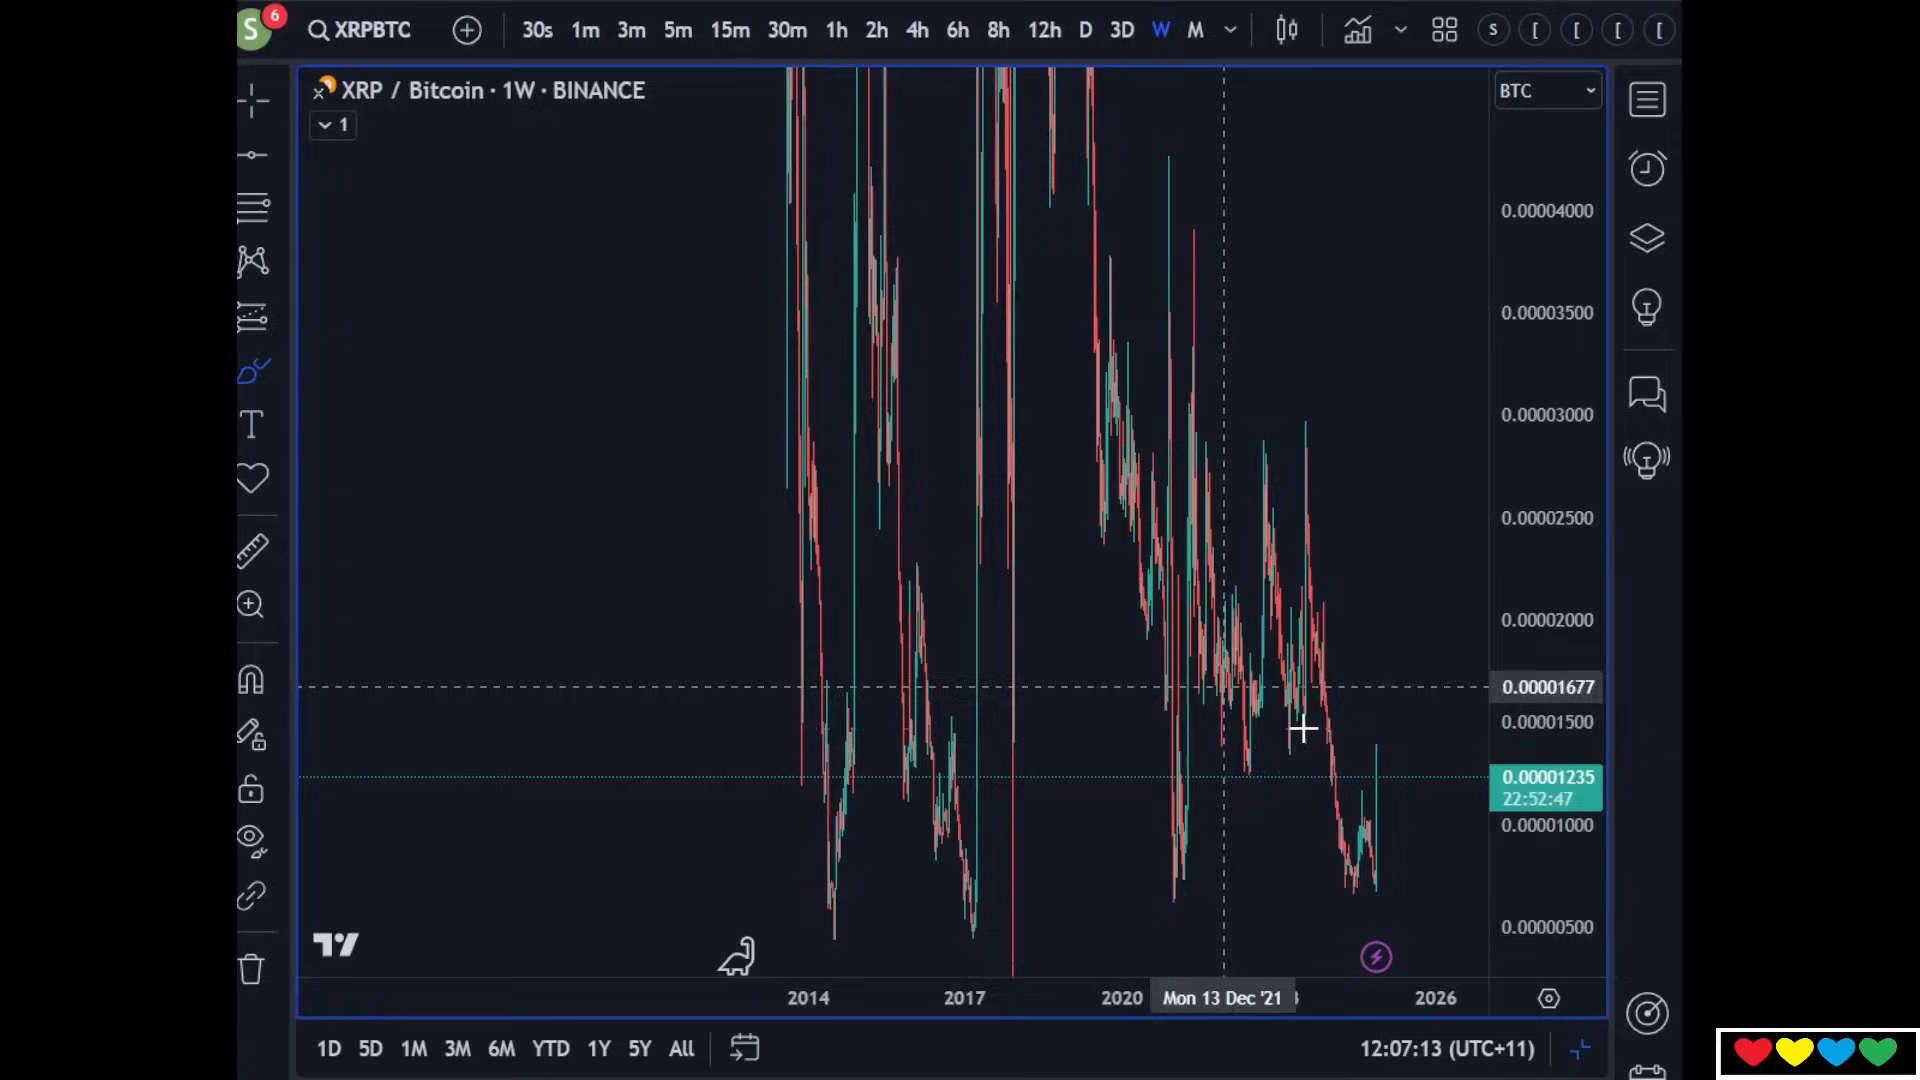 S 6 XRPBTC 30s 1m 3m 5m 15m 30m 1h 2h 4h 6h 8h 12h D 3D W M S [ [ [ [
XRP / Bitcoin · 1W · BINANCE
BTC
1
0.00004000
0.00003500
0.00003000
0.00002500
0.00002000
0.00001677
0.00001500
0.00001235
22:52:47
0.00001000
0.00000500
2014 2017 2020 Mon 13 Dec '21 2026
1D 5D 1M 3M 6M YTD 1Y 5Y All 12:07:13 (UTC+11)